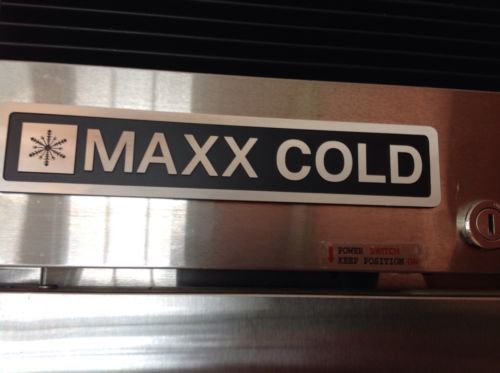 MAXX COLD
POWER SWITCH
KEEP POSITION ON